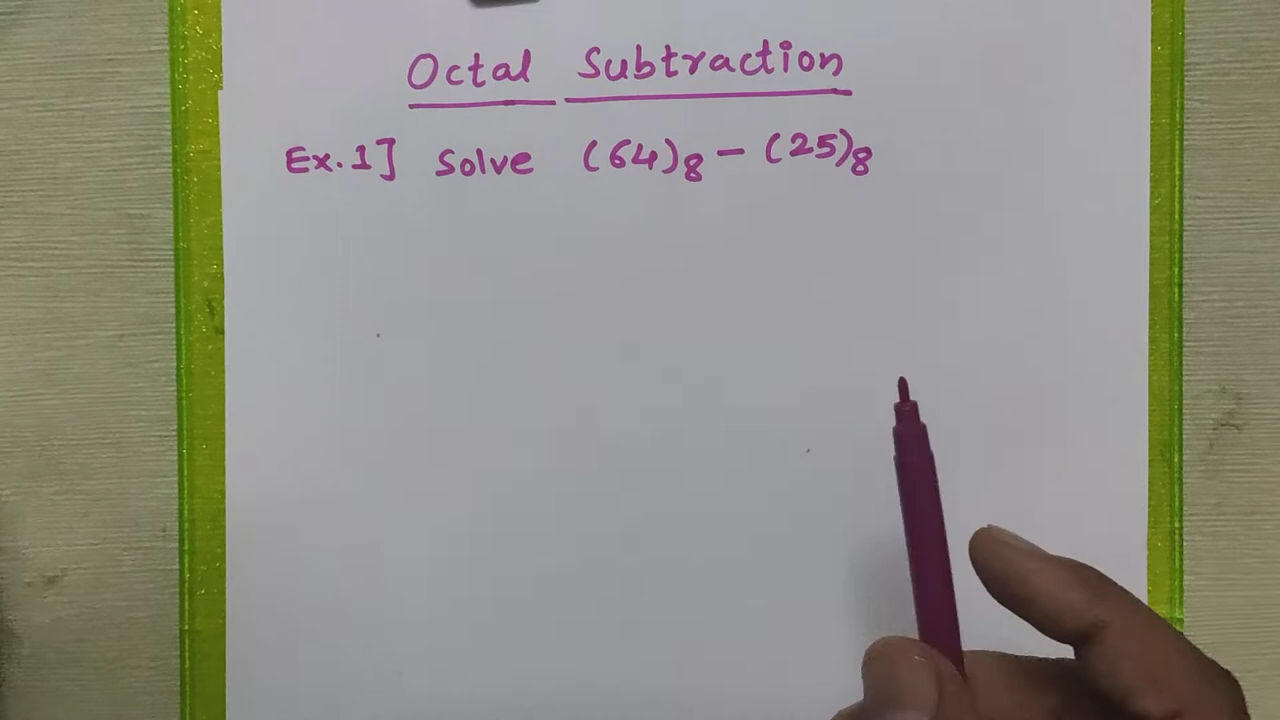 Octal Subtraction
Ex.1] Solve (64)₈ - (25)₈